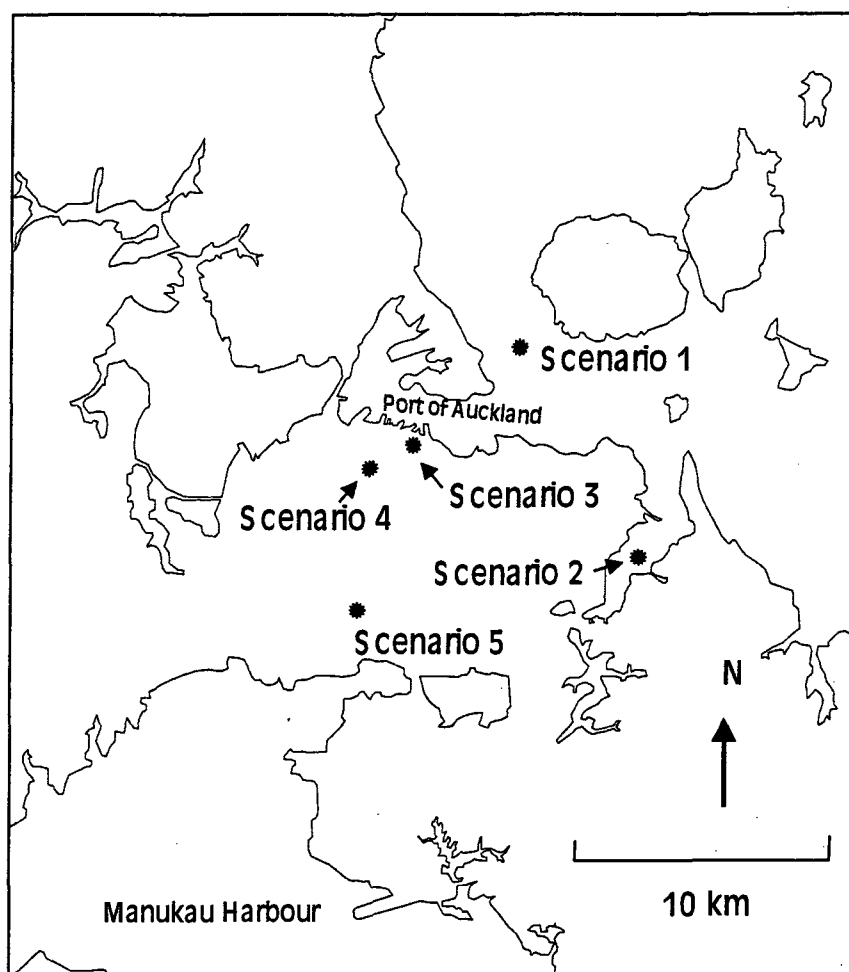 Scenario 1
Port of Auckland
Scenario 3
Scenario 4
Scenario 2
Scenario 5
N
10 km
Manukau Harbour